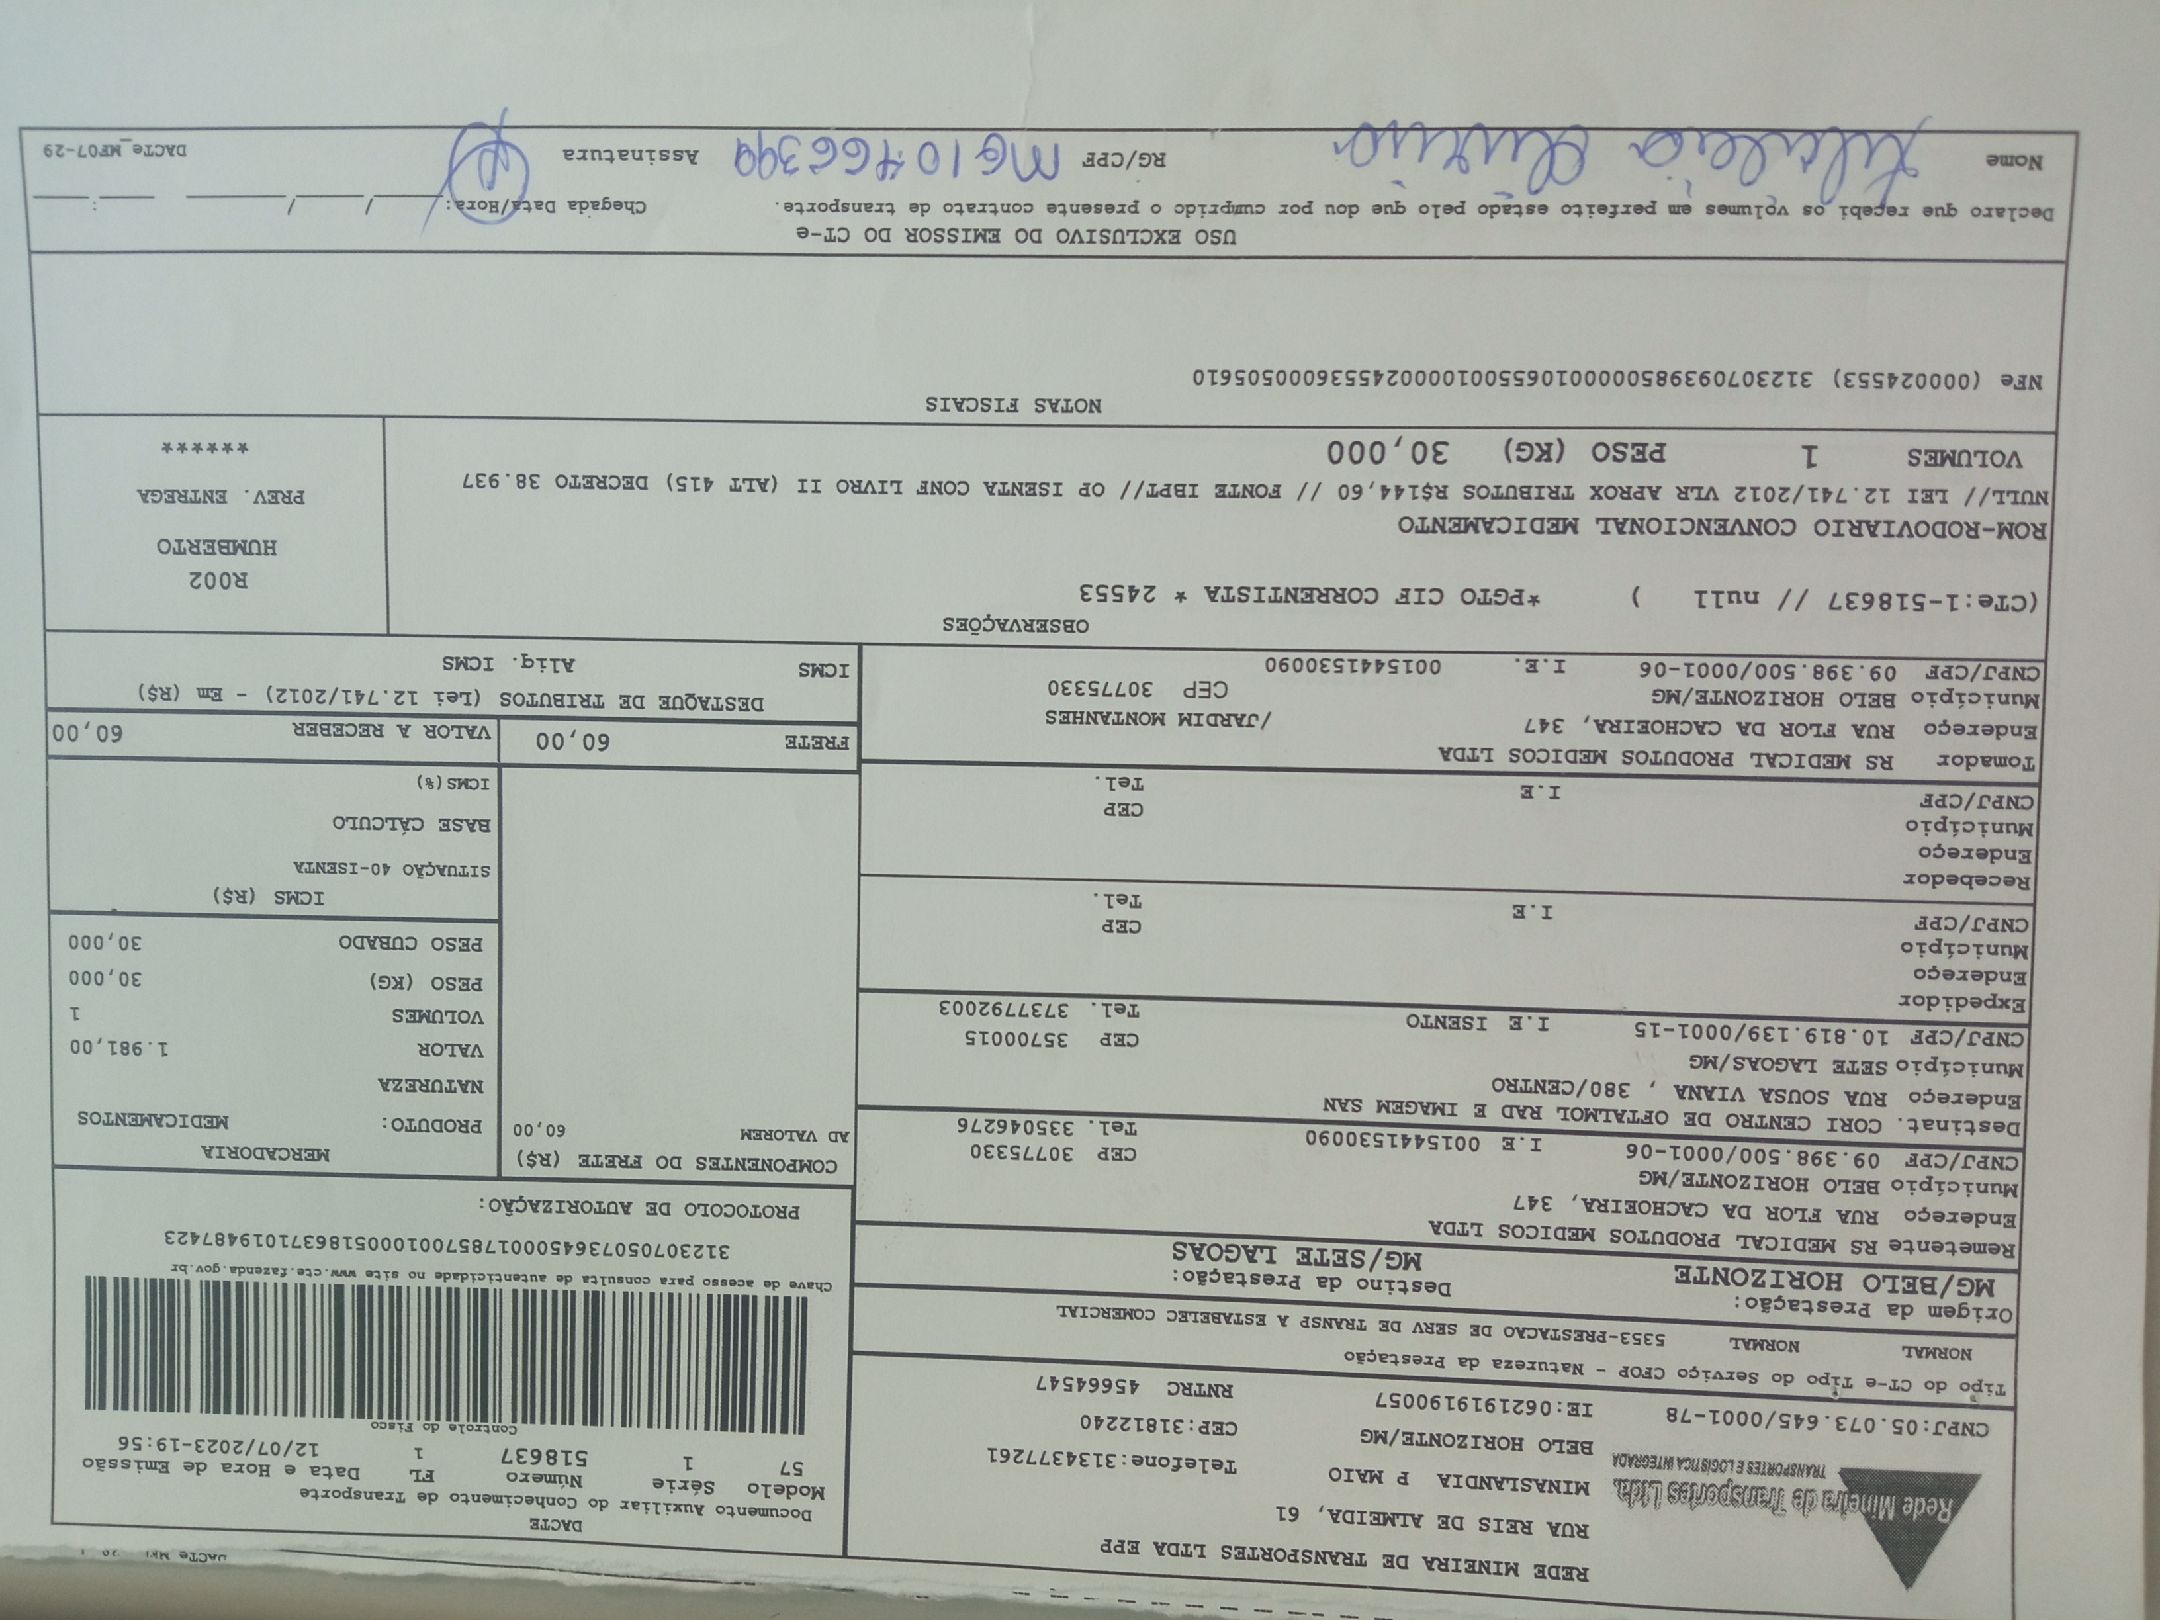 REDE MINEIRA DE TRANSPORTES LTDA EPP
RUA REIS DE ALMEIDA, 61
MINASLANDIA P MAIO Telefone:3134377261
BELO HORIZONTE/MG CEP:31812240
CNPJ:05.073.645/0001-78 IE:0621919190057 RNTRC 45664547
Rede Mineira de Transportes Ltda.
TRANSPORTES E LOGÍSTICA INTEGRADA
DACTE
Documento Auxiliar do Conhecimento de Transporte
Modelo Série Número FL Data e Hora de Emissão
57 1 518637 1 12/07/2023-19:56
Controle do Fisco
Chave de acesso para consulta de autenticidade no site www.cte.fazenda.gov.br
31230705073645000178570010005186371019487423
PROTOCOLO DE AUTORIZAÇÃO:
Tipo do CT-e Tipo do Serviço CFOP - Natureza da Prestação
NORMAL NORMAL 5353-PRESTACAO DE SERV DE TRANSP A ESTABELEC COMERCIAL
Origem da Prestação: Destino da Prestação:
MG/BELO HORIZONTE MG/SETE LAGOAS
Remetente RS MEDICAL PRODUTOS MEDICOS LTDA
Endereço RUA FLOR DA CACHOEIRA, 347
Município BELO HORIZONTE/MG CEP 30775330
CNPJ/CPF 09.398.500/0001-06 I.E 0015441530090 Tel. 335046276
Destinat. CORI CENTRO DE OFTALMOL RAD E IMAGEM SAN
Endereço RUA SOUSA VIANA , 380/CENTRO
Município SETE LAGOAS/MG CEP 35700015
CNPJ/CPF 10.819.139/0001-15 I.E ISENTO Tel. 3737792003
Expedidor
Endereço
Município CEP
CNPJ/CPF I.E Tel.
Recebedor
Endereço
Município CEP
CNPJ/CPF I.E Tel.
Tomador RS MEDICAL PRODUTOS MEDICOS LTDA
Endereço RUA FLOR DA CACHOEIRA, 347 /JARDIM MONTANHES
Município BELO HORIZONTE/MG CEP 30775330
CNPJ/CPF 09.398.500/0001-06 I.E. 0015441530090
COMPONENTES DO FRETE (R$)
AD VALOREM 60,00
MERCADORIA
PRODUTO: MEDICAMENTOS
NATUREZA
VALOR 1.981,00
VOLUMES 1
PESO (KG) 30,000
PESO CUBADO 30,000
ICMS (R$)
SITUAÇÃO 40-ISENTA
BASE CÁLCULO
ICMS(%)
FRETE 60,00 VALOR A RECEBER 60,00
DESTAQUE DE TRIBUTOS (Lei 12.741/2012) - Em (R$)
ICMS Aliq. ICMS
OBSERVAÇÕES
(CTe:1-518637 // null ) *PGTO CIF CORRENTISTA * 24553
ROM-RODOVIARIO CONVENCIONAL MEDICAMENTO
NULL// LEI 12.741/2012 VLR APROX TRIBUTOS R$144,60 // FONTE IBPT// OP ISENTA CONF LIVRO II (ALT 415) DECRETO 38.937
VOLUMES 1 PESO (KG) 30,000
R002
HUMBERTO
PREV. ENTREGA
******
NOTAS FISCAIS
NFe (000024553) 31230709398500000106550010000245536000505610
USO EXCLUSIVO DO EMISSOR DO CT-e
Declaro que recebi os volumes em perfeito estado pelo que dou por cumprido o presente contrato de transporte. Chegada Data/Hora: / / :
Nome RG/CPF MG10466399 Assinatura
DACTe_MF07-29